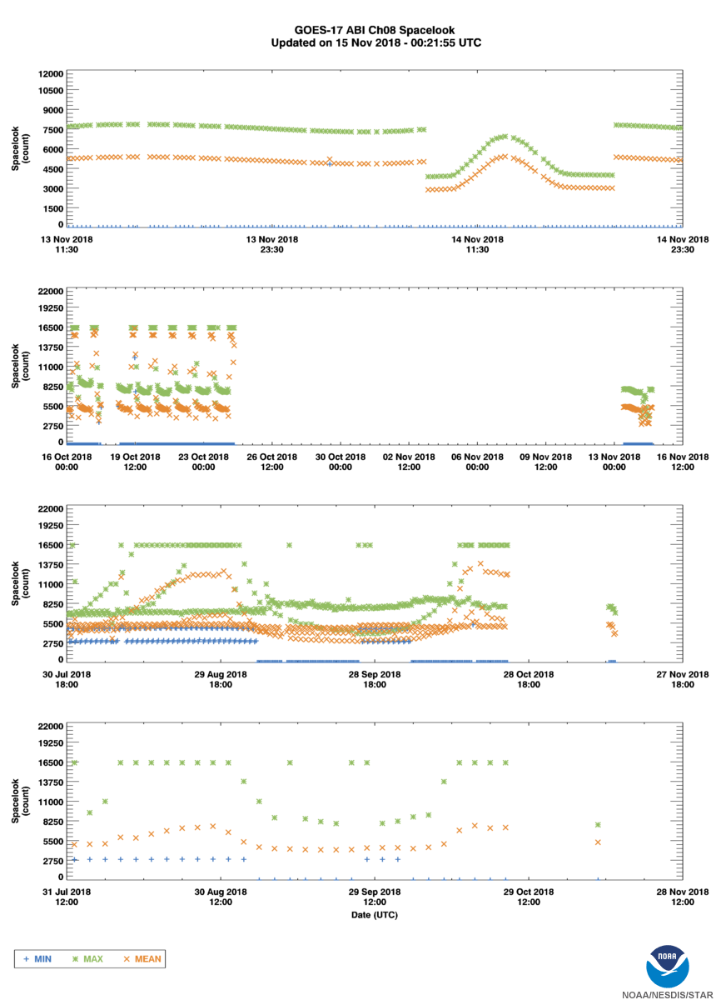 GOES-17 ABI Ch08 Spacelook
Updated on 15 Nov 2018 - 00:21:55 UTC
Spacelook
(count)
12000
10500
9000
7500
6000
4500
3000
1500
0
13 Nov 2018 13 Nov 2018 14 Nov 2018 14 Nov 2018
11:30 23:30 11:30 23:30
Spacelook
(count)
22000
19250
16500
13750
11000
8250
5500
2750
0
16 Oct 2018 19 Oct 2018 23 Oct 2018 26 Oct 2018 30 Oct 2018 02 Nov 2018 06 Nov 2018 09 Nov 2018 13 Nov 2018 16 Nov 2018
00:00 12:00 00:00 12:00 00:00 12:00 00:00 12:00 00:00 12:00
Spacelook
(count)
22000
19250
16500
13750
11000
8250
5500
2750
0
30 Jul 2018 29 Aug 2018 28 Sep 2018 28 Oct 2018 27 Nov 2018
18:00 18:00 18:00 18:00 18:00
Spacelook
(count)
22000
19250
16500
13750
11000
8250
5500
2750
0
31 Jul 2018 30 Aug 2018 29 Sep 2018 29 Oct 2018 28 Nov 2018
12:00 12:00 12:00 12:00 12:00
Date (UTC)
MIN MAX MEAN
NOAA
NOAA/NESDIS/STAR